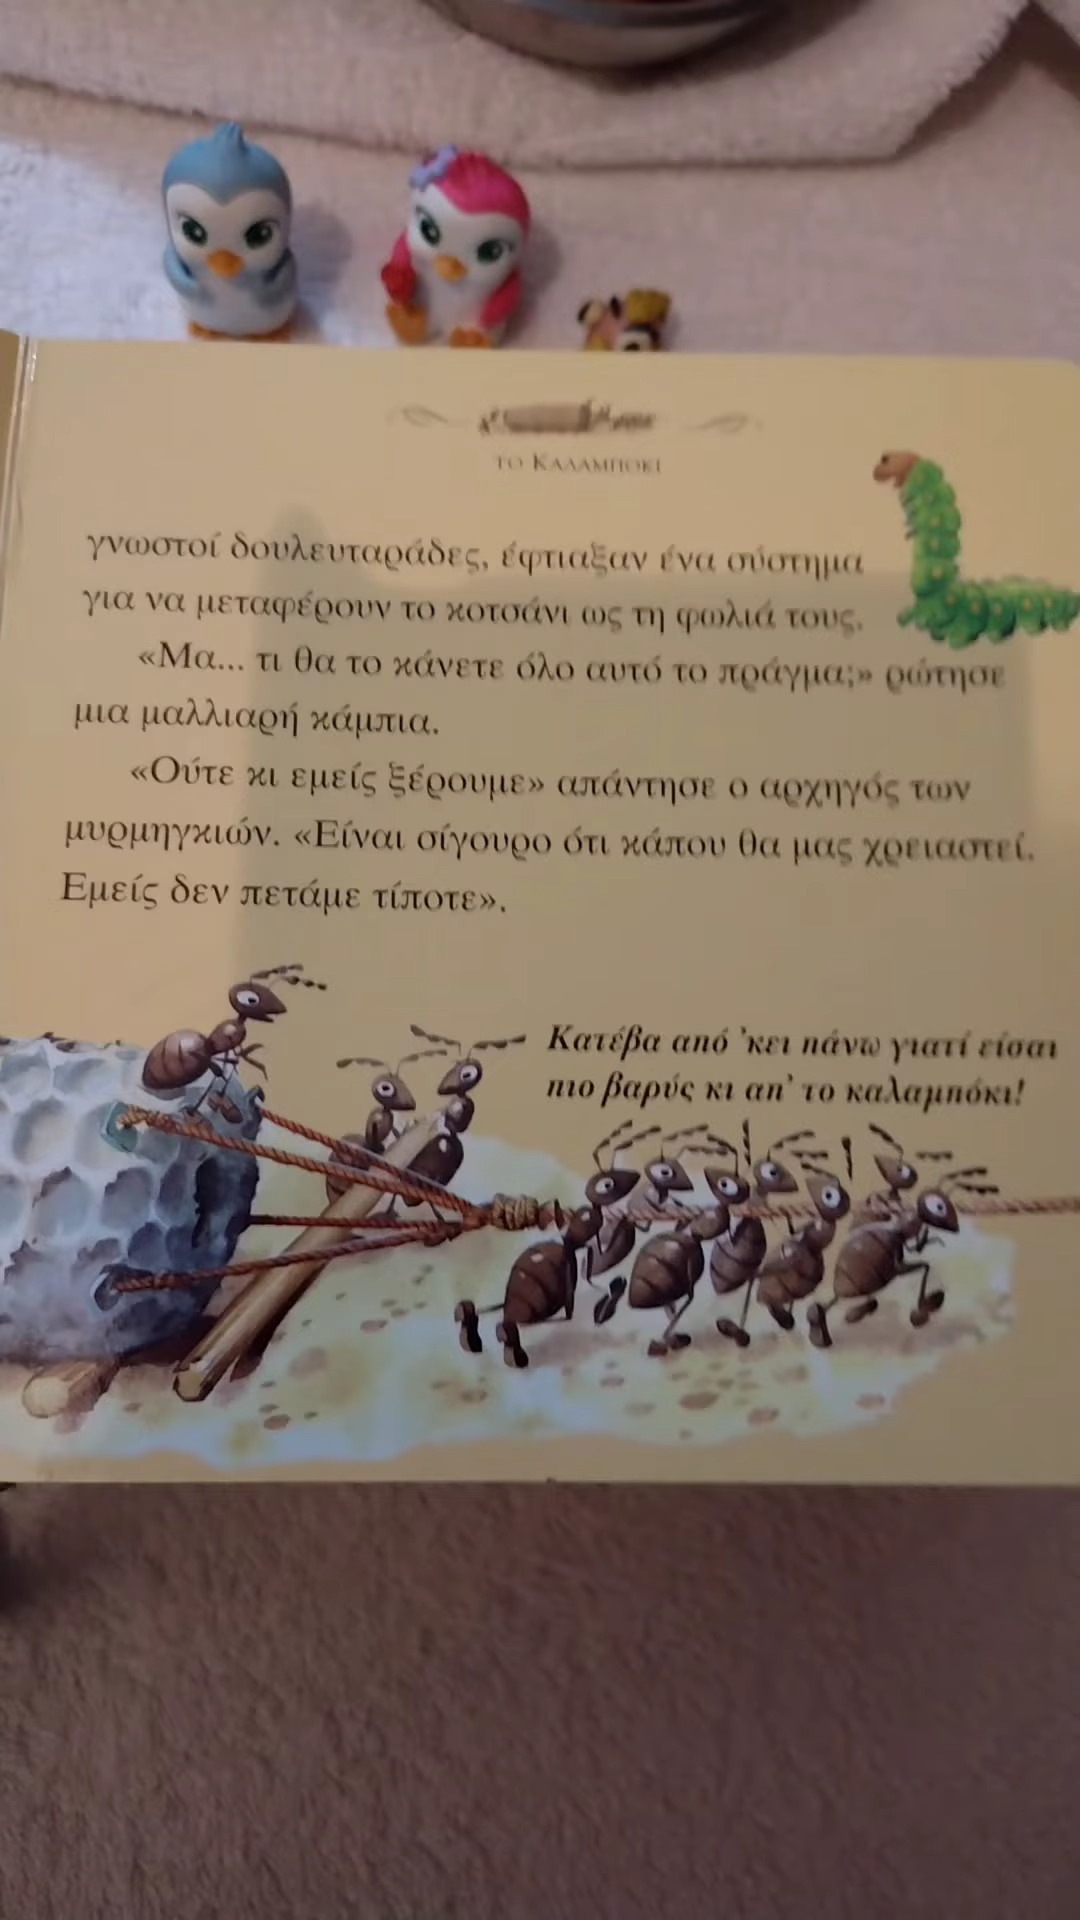 ΤΟ ΚΑΛΑΜΠΟΚΙ
γνωστοί δουλευταράδες, έφτιαξαν ένα σύστημα
για να μεταφέρουν το κοτσάνι ως τη φωλιά τους.
«Μα... τι θα το κάνετε όλο αυτό το πράγμα;» ρώτησε
μια μαλλιαρή κάμπια.
«Ούτε κι εμείς ξέρουμε» απάντησε ο αρχηγός των
μυρμηγκιών. «Είναι σίγουρο ότι κάπου θα μας χρειαστεί.
Εμείς δεν πετάμε τίποτε».
Κατέβα από 'κει πάνω γιατί είσαι
πιο βαρύς κι απ' το καλαμπόκι!